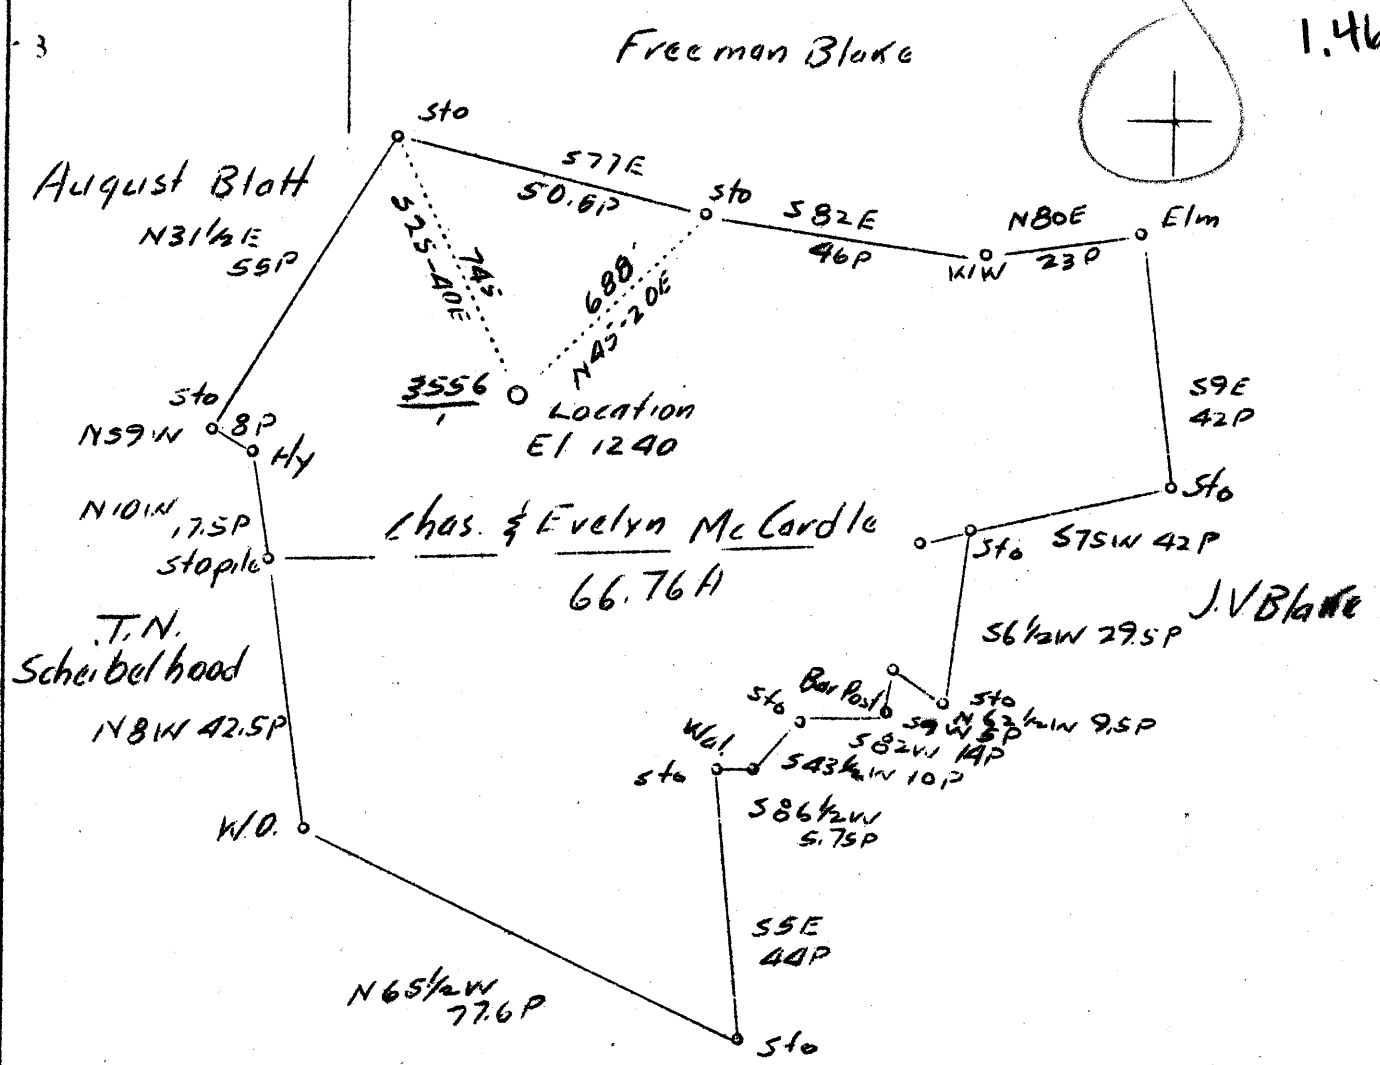 3
Freeman Blake
1.46
Sto
August Blatt
S77E
50.6P
Sto
S82E
46P
N80E
23P
Elm
N31½E
55P
S25-40E
745'
688'
N45-20E
KIW
Sto
8P
N59W
Hy
3556
1
Location
El 1240
S9E
42P
N10W
17.5P
Sto
Chas. & Evelyn McCardle
Sto
S75W 42P
Stopile
66.76A
J.V Blake
T.N.
Scheibelhood
S6½W 29.5P
Bar Post
Sto
Sto
N62½W 9.5P
S9W 5P
N8W 42.5P
S82W 14P
Wal.
S43½W 10P
Sto
S86½W
5.75P
W.O.
S5E
44P
N65½W
77.6P
Sto